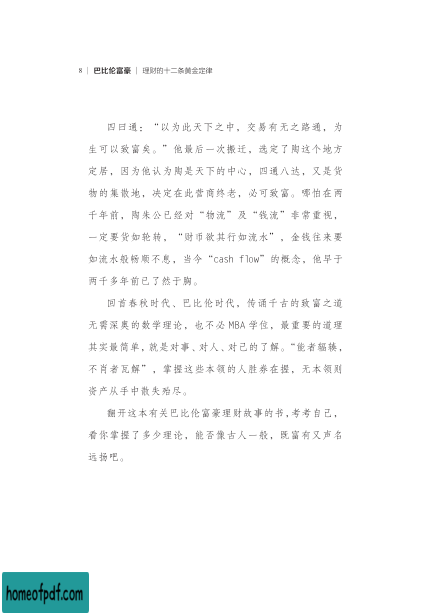 8 | 巴比伦富豪 | 理财的十二条黄金定律
四曰通：“以为此天下之中，交易有无之路通，为
生可以致富矣。”他最后一次搬迁，选定了陶这个地方
定居，因为他认为陶是天下的中心，四通八达，又是货
物的集散地，决定在此营商终老，必可致富。哪怕在两
千年前，陶朱公已经对“物流”及“钱流”非常重视，
一定要货如轮转，“财币欲其行如流水”，金钱往来要
如流水般畅顺不息，当今“cash flow”的概念，他早于
两千多年前已了然于胸。
回首春秋时代、巴比伦时代，传诵千古的致富之道
无需深奥的数学理论，也不必 MBA 学位，最重要的道理
其实最简单，就是对事、对人、对己的了解。“能者辐辏，
不肖者瓦解”，掌握这些本领的人胜券在握，无本领则
资产从手中散失殆尽。
翻开这本有关巴比伦富豪理财故事的书，考考自己，
看你掌握了多少理论，能否像古人一般，既富有又声名
远扬吧。
homeofpdf.com